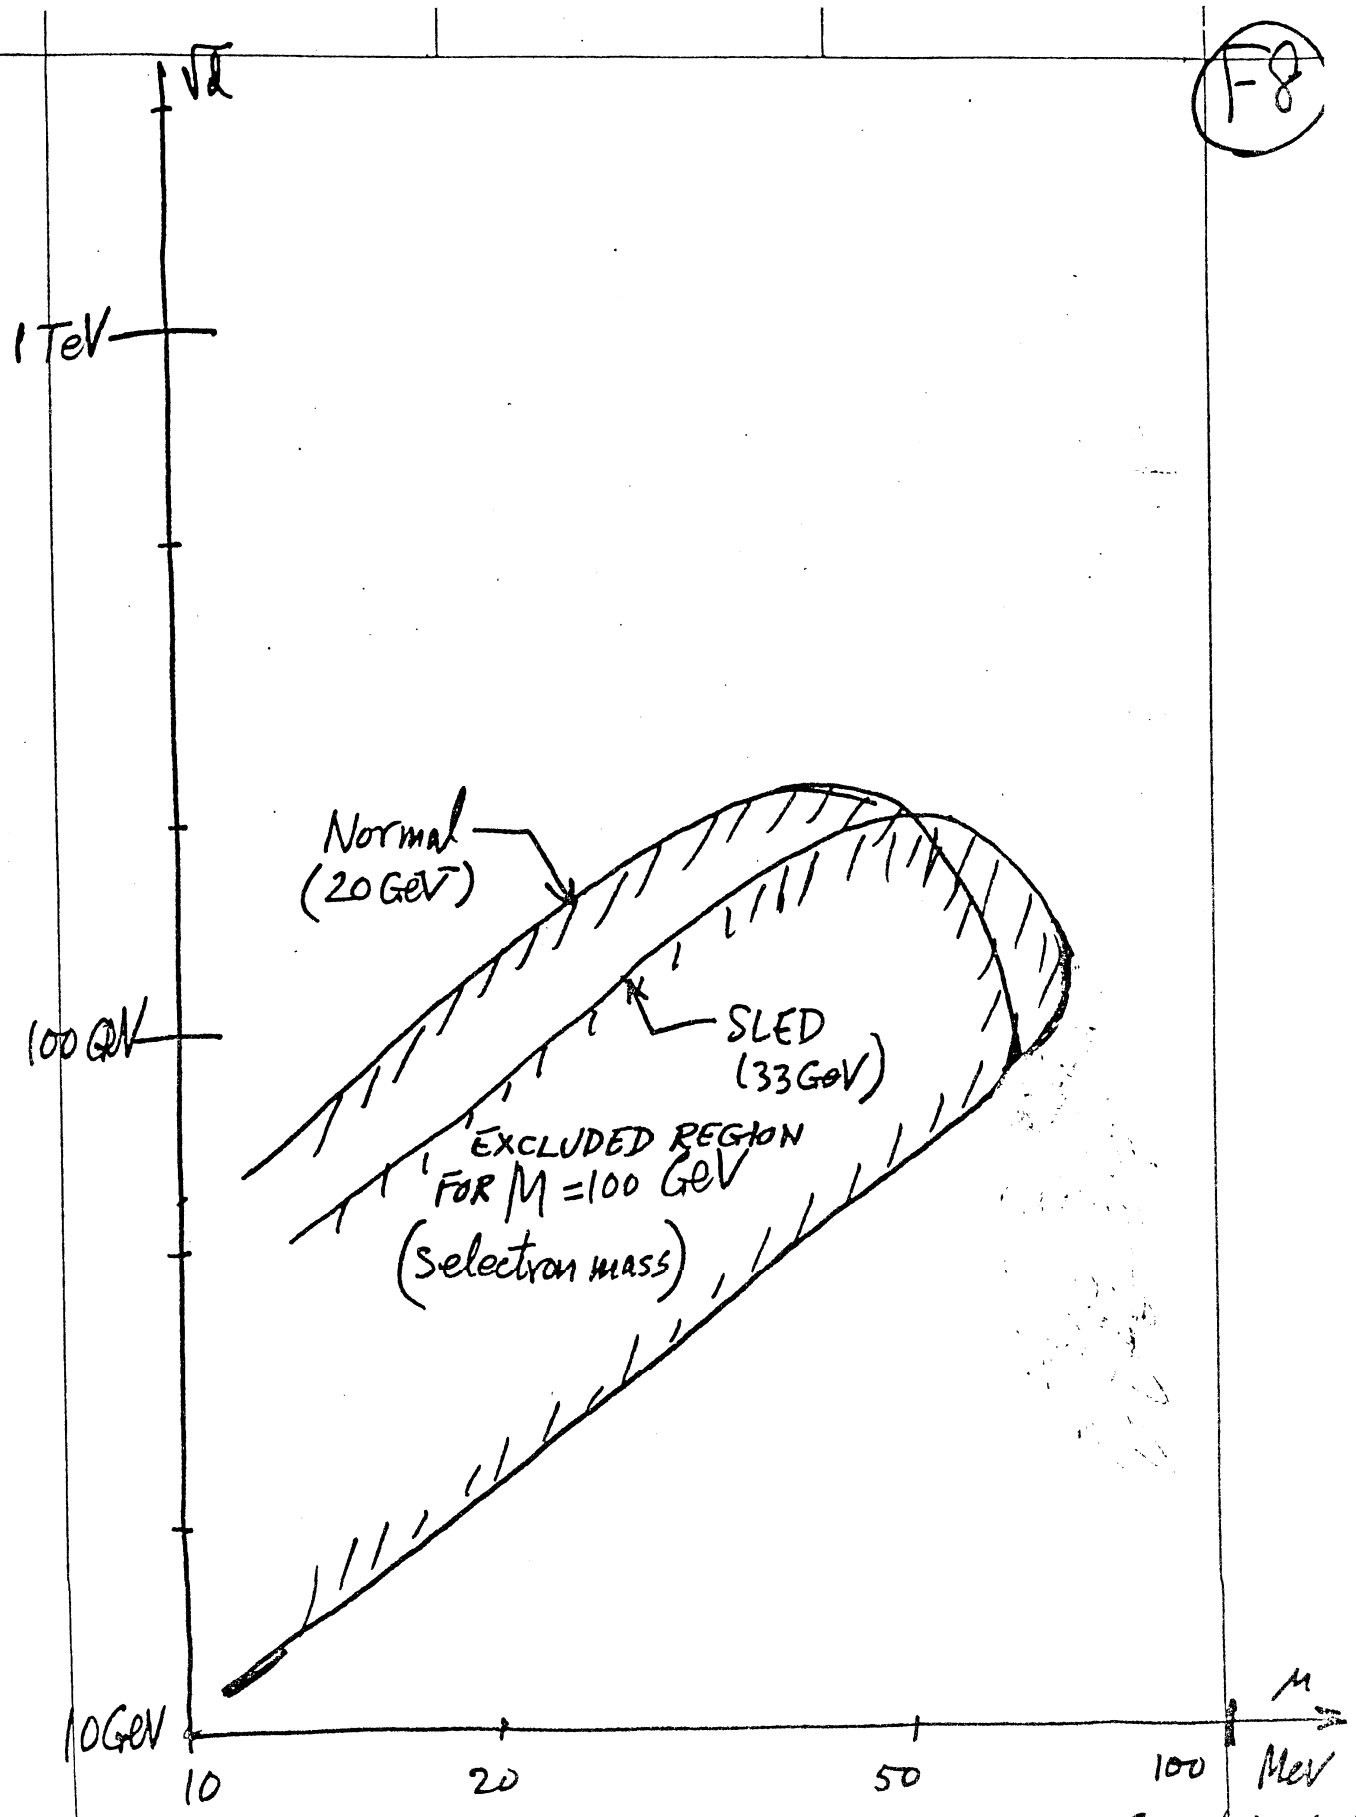 √d
F-8
1 TeV
Normal
(20 GeV)
100 GeV
SLED
(33 GeV)
EXCLUDED REGION
FOR M = 100 GeV
(selectron mass)
10 GeV
10
20
50
100
μ
MeV